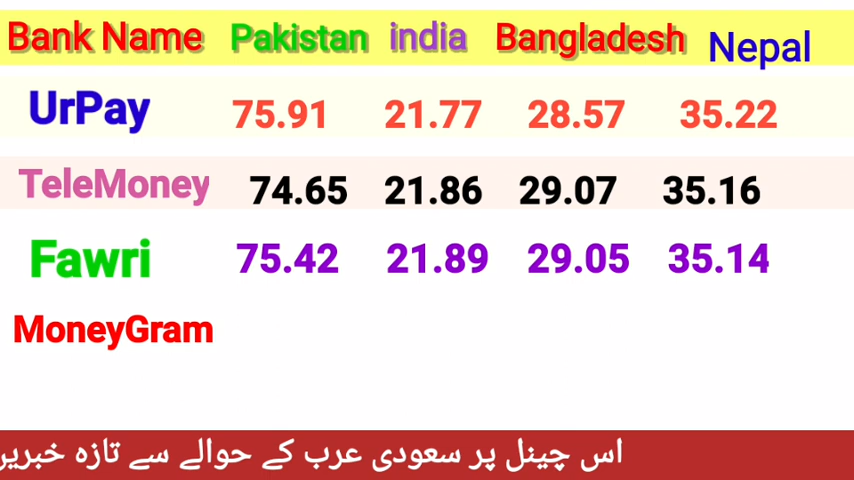 Bank Name Pakistan india Bangladesh Nepal
UrPay 75.91 21.77 28.57 35.22
TeleMoney 74.65 21.86 29.07 35.16
Fawri 75.42 21.89 29.05 35.14
MoneyGram
اس چینل پر سعودی عرب کے حوالے سے تازہ خبریں